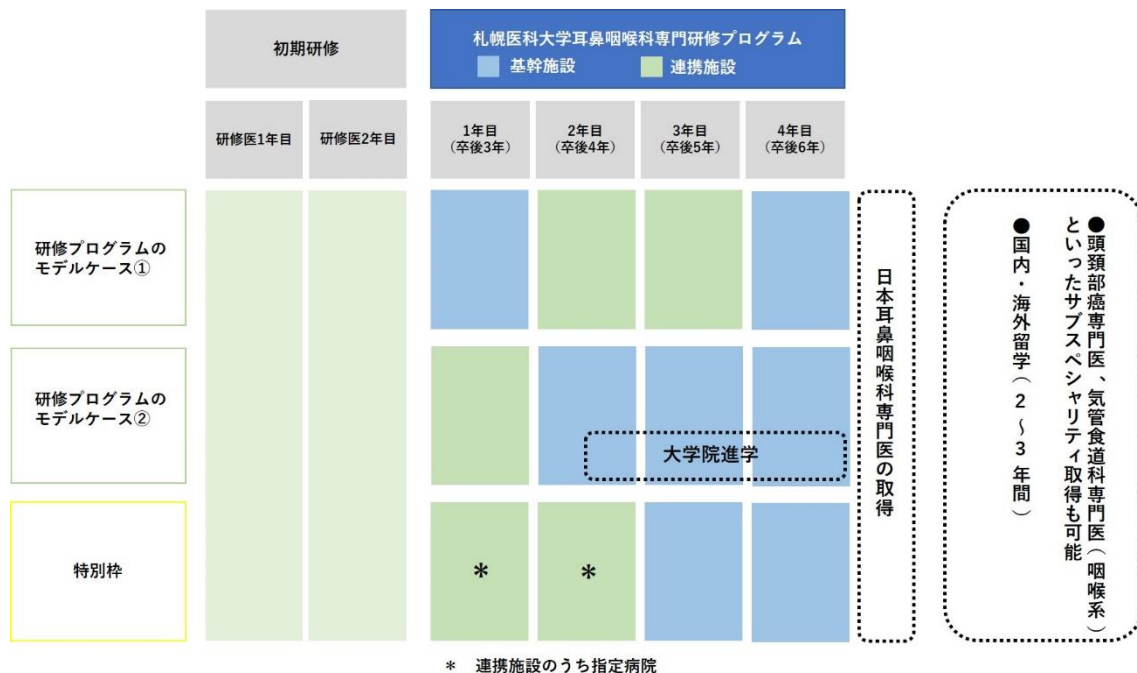 初期研修
札幌医科大学耳鼻咽喉科専門研修プログラム
基幹施設
連携施設
研修医1年目
研修医2年目
1年目
(卒後3年)
2年目
(卒後4年)
3年目
(卒後5年)
4年目
(卒後6年)
研修プログラムの
モデルケース①
研修プログラムの
モデルケース②
大学院進学
特別枠
*
*
日本耳鼻咽喉科専門医の取得
●頭頚部癌専門医、気管食道科専門医(咽喉系)
といったサブスペシャリティ取得も可能
●国内・海外留学(2~3年間)
* 連携施設のうち指定病院